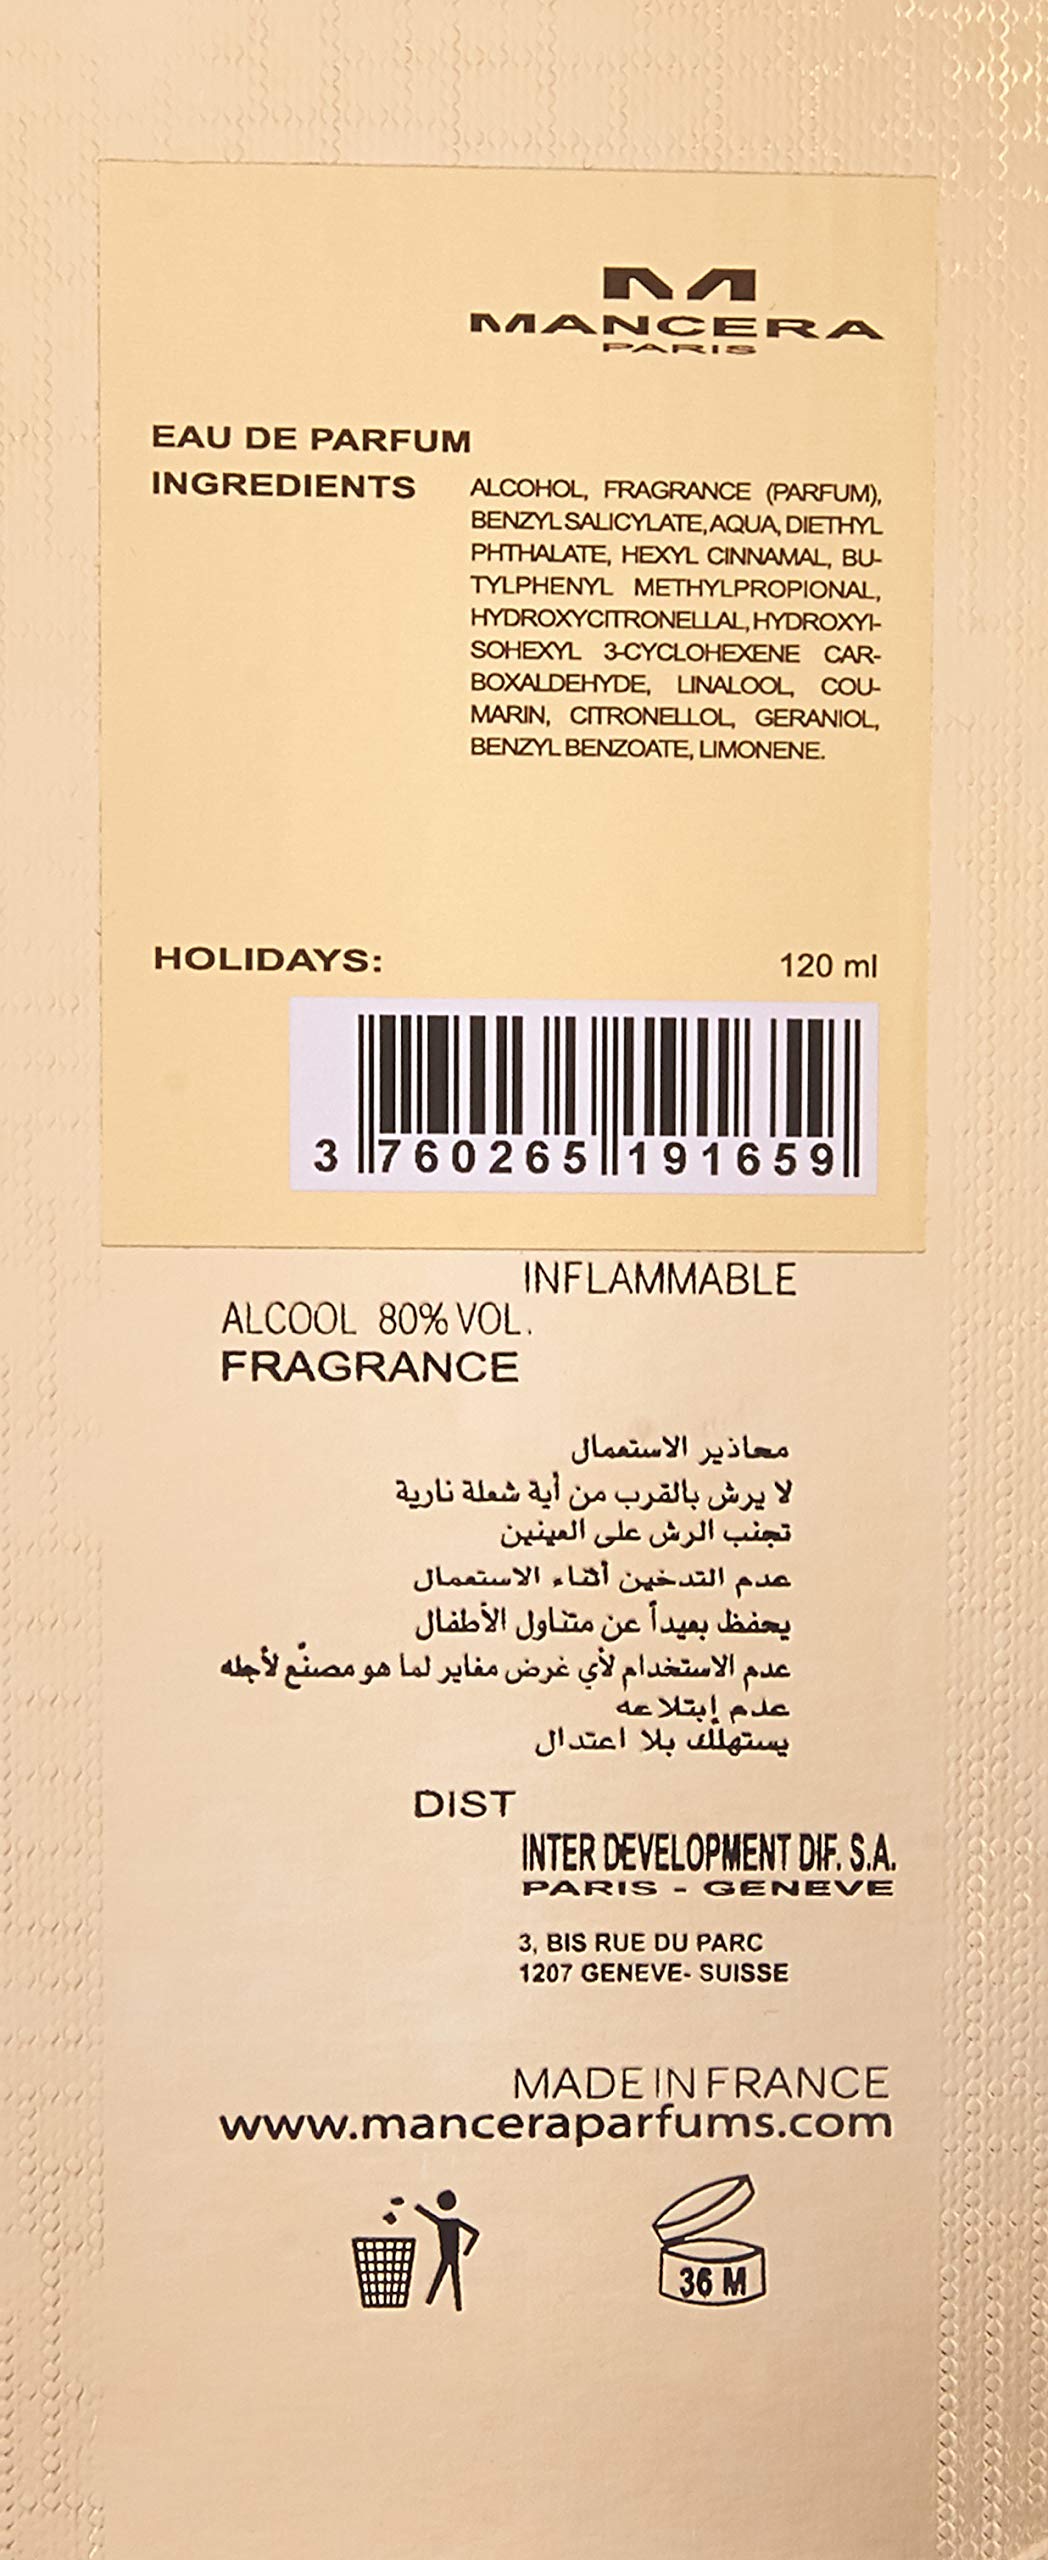 M
MANCERA
PARIS
EAU DE PARFUM
INGREDIENTS
ALCOHOL, FRAGRANCE (PARFUM),
BENZYL SALICYLATE, AQUA, DIETHYL
PHTHALATE, HEXYL CINNAMAL, BU-
TYLPHENYL METHYLPROPIONAL,
HYDROXYCITRONELLAL, HYDROXYI-
SOHEXYL 3-CYCLOHEXENE CAR-
BOXALDEHYDE, LINALOOL, COU-
MARIN, CITRONELLOL, GERANIOL,
BENZYL BENZOATE, LIMONENE.
HOLIDAYS: 120 ml
3 760265 191659
INFLAMMABLE
ALCOOL 80% VOL.
FRAGRANCE
محاذير الاستعمال
لا يرش بالقرب من أية شعلة نارية
تجنب الرش على العينين
عدم التدخين أثناء الاستعمال
يحفظ بعيداً عن متناول الأطفال
عدم الاستخدام لأي غرض مغاير لما هو مصنّع لأجله
عدم إبتلاعه
يستهلك بلا اعتدال
DIST
INTER DEVELOPMENT DIF. S.A.
PARIS - GENEVE
3, BIS RUE DU PARC
1207 GENEVE- SUISSE
MADE IN FRANCE
www.manceraparfums.com
36 M